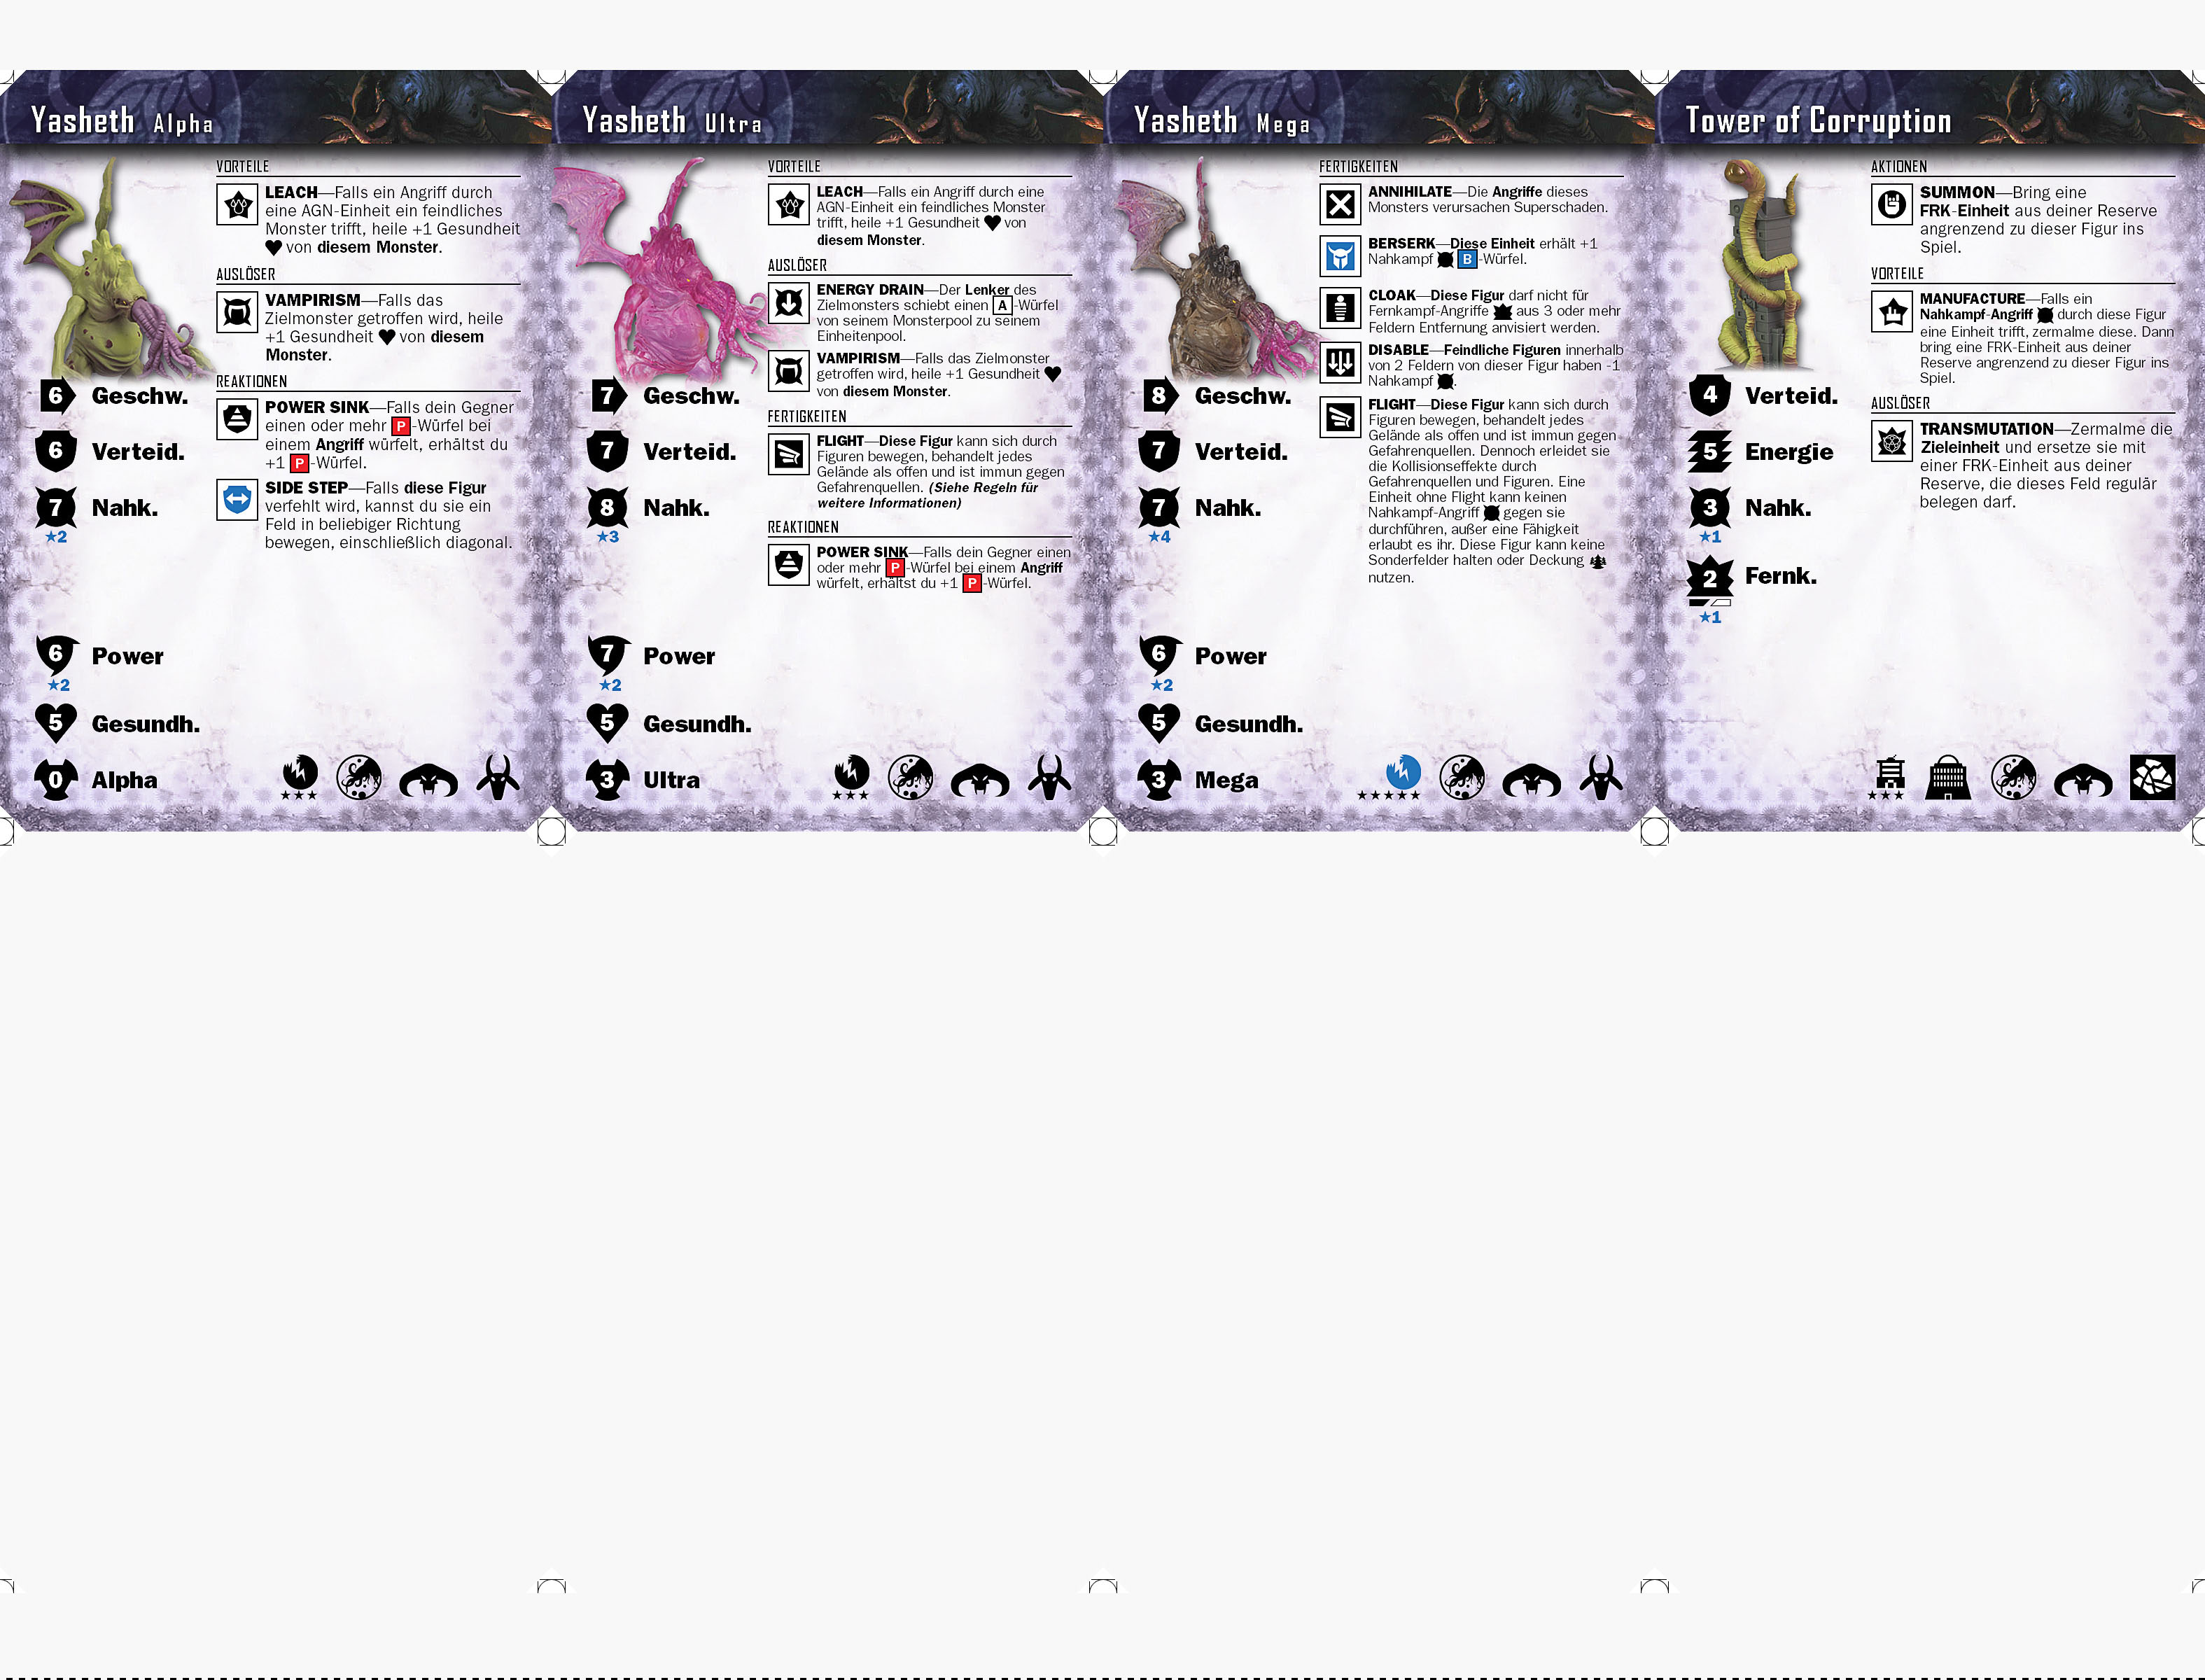 Yasheth Alpha
VORTEILE
LEACH—Falls ein Angriff durch
eine AGN-Einheit ein feindliches
Monster trifft, heile +1 Gesundheit
von diesem Monster.
AUSLÖSER
VAMPIRISM—Falls das
Zielmonster getroffen wird, heile
+1 Gesundheit von diesem
Monster.
REAKTIONEN
POWER SINK—Falls dein Gegner
einen oder mehr P-Würfel bei
einem Angriff würfelt, erhältst du
+1 P-Würfel.
SIDE STEP—Falls diese Figur
verfehlt wird, kannst du sie ein
Feld in beliebiger Richtung
bewegen, einschließlich diagonal.
6 Geschw.
6 Verteid.
7 Nahk.
★2
6 Power
★2
5 Gesundh.
0 Alpha
★★★
Yasheth Ultra
VORTEILE
LEACH—Falls ein Angriff durch eine
AGN-Einheit ein feindliches Monster
trifft, heile +1 Gesundheit von
diesem Monster.
AUSLÖSER
ENERGY DRAIN—Der Lenker des
Zielmonsters schiebt einen A-Würfel
von seinem Monsterpool zu seinem
Einheitenpool.
VAMPIRISM—Falls das Zielmonster
getroffen wird, heile +1 Gesundheit
von diesem Monster.
FERTIGKEITEN
FLIGHT—Diese Figur kann sich durch
Figuren bewegen, behandelt jedes
Gelände als offen und ist immun gegen
Gefahrenquellen. (Siehe Regeln für
weitere Informationen)
REAKTIONEN
POWER SINK—Falls dein Gegner einen
oder mehr P-Würfel bei einem Angriff
würfelt, erhältst du +1 P-Würfel.
7 Geschw.
7 Verteid.
8 Nahk.
★3
7 Power
★2
5 Gesundh.
3 Ultra
★★★
Yasheth Mega
FERTIGKEITEN
ANNIHILATE—Die Angriffe dieses
Monsters verursachen Superschaden.
BERSERK—Diese Einheit erhält +1
Nahkampf B-Würfel.
CLOAK—Diese Figur darf nicht für
Fernkampf-Angriffe aus 3 oder mehr
Feldern Entfernung anvisiert werden.
DISABLE—Feindliche Figuren innerhalb
von 2 Feldern von dieser Figur haben -1
Nahkampf .
FLIGHT—Diese Figur kann sich durch
Figuren bewegen, behandelt jedes
Gelände als offen und ist immun gegen
Gefahrenquellen. Dennoch erleidet sie
die Kollisionseffekte durch
Gefahrenquellen und Figuren. Eine
Einheit ohne Flight kann keinen
Nahkampf-Angriff gegen sie
durchführen, außer eine Fähigkeit
erlaubt es ihr. Diese Figur kann keine
Sonderfelder halten oder Deckung
nutzen.
8 Geschw.
7 Verteid.
7 Nahk.
★4
6 Power
★2
5 Gesundh.
3 Mega
★★★★★
Tower of Corruption
AKTIONEN
SUMMON—Bring eine
FRK-Einheit aus deiner Reserve
angrenzend zu dieser Figur ins
Spiel.
VORTEILE
MANUFACTURE—Falls ein
Nahkampf-Angriff durch diese Figur
eine Einheit trifft, zermalme diese. Dann
bring eine FRK-Einheit aus deiner
Reserve angrenzend zu dieser Figur ins
Spiel.
AUSLÖSER
TRANSMUTATION—Zermalme die
Zieleinheit und ersetze sie mit
einer FRK-Einheit aus deiner
Reserve, die dieses Feld regulär
belegen darf.
4 Verteid.
5 Energie
3 Nahk.
★1
2 Fernk.
★1
★★★